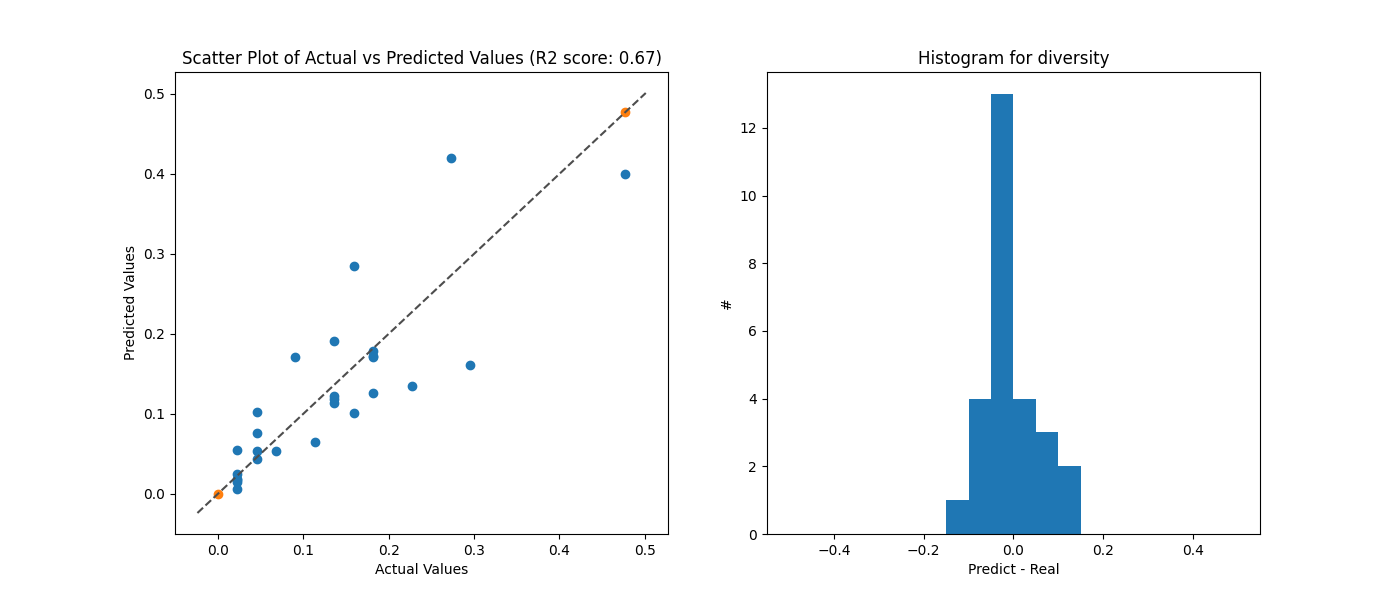 Scatter Plot of Actual vs Predicted Values (R2 score: 0.67)
0.5
0.4
0.3
0.2
0.1
0.0
Predicted Values
0.0 0.1 0.2 0.3 0.4 0.5
Actual Values
Histogram for diversity
12
10
8
6
4
2
0
#
−0.4 −0.2 0.0 0.2 0.4
Predict - Real